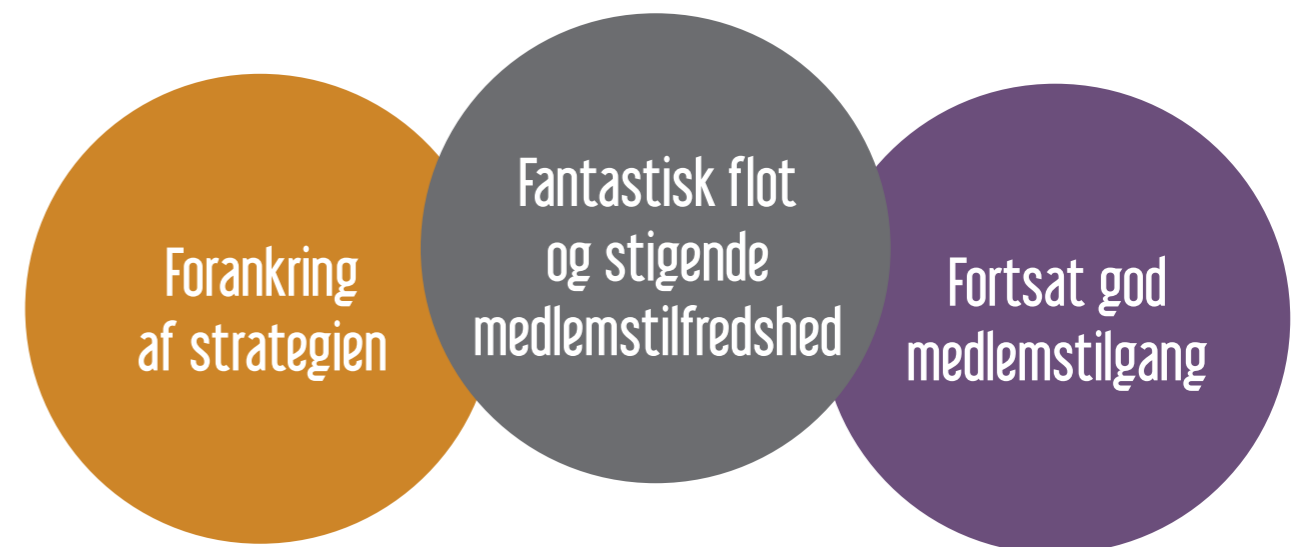 Forankring
af strategien
Fantastisk flot
og stigende
medlemstilfredshed
Fortsat god
medlemstilgang